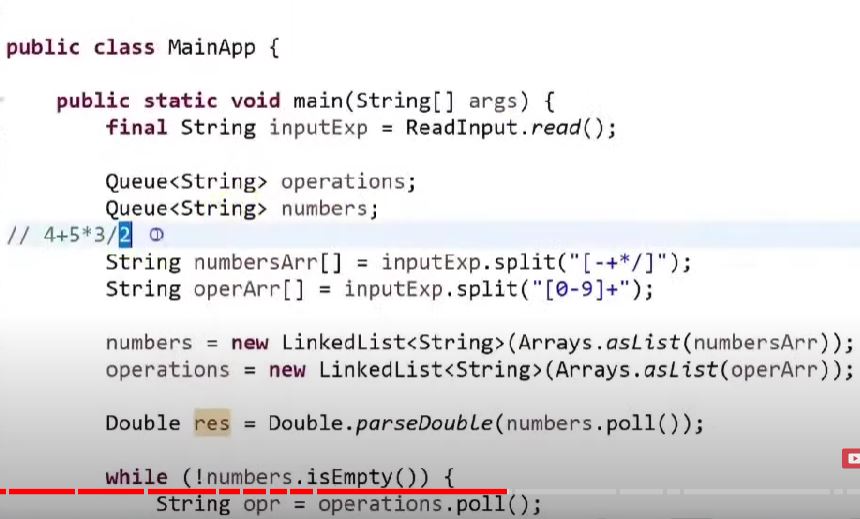 public class MainApp {
public static void main(String[] args) {
final String inputExp = ReadInput.read();
Queue<String> operations;
Queue<String> numbers;
// 4+5*3/2
String numbersArr[] = inputExp.split("[-+*/]");
String operArr[] = inputExp.split("[0-9]+");
numbers = new LinkedList<String>(Arrays.asList(numbersArr));
operations = new LinkedList<String>(Arrays.asList(operArr));
Double res = Double.parseDouble(numbers.poll());
while (!numbers.isEmpty()) {
String opr = operations.poll();